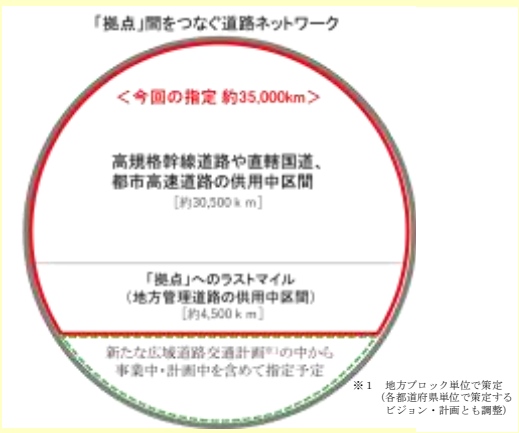 「拠点」間をつなぐ道路ネットワーク
＜今回の指定 約35,000km＞
高規格幹線道路や直轄国道、
都市高速道路の供用中区間
［約30,500ｋｍ］
「拠点」へのラストマイル
（地方管理道路の供用中区間）
［約4,500ｋｍ］
新たな広域道路交通計画※1の中から
事業中・計画中を含めて指定予定
※１　地方ブロック単位で策定
（各都道府県単位で策定する
ビジョン・計画とも調整）